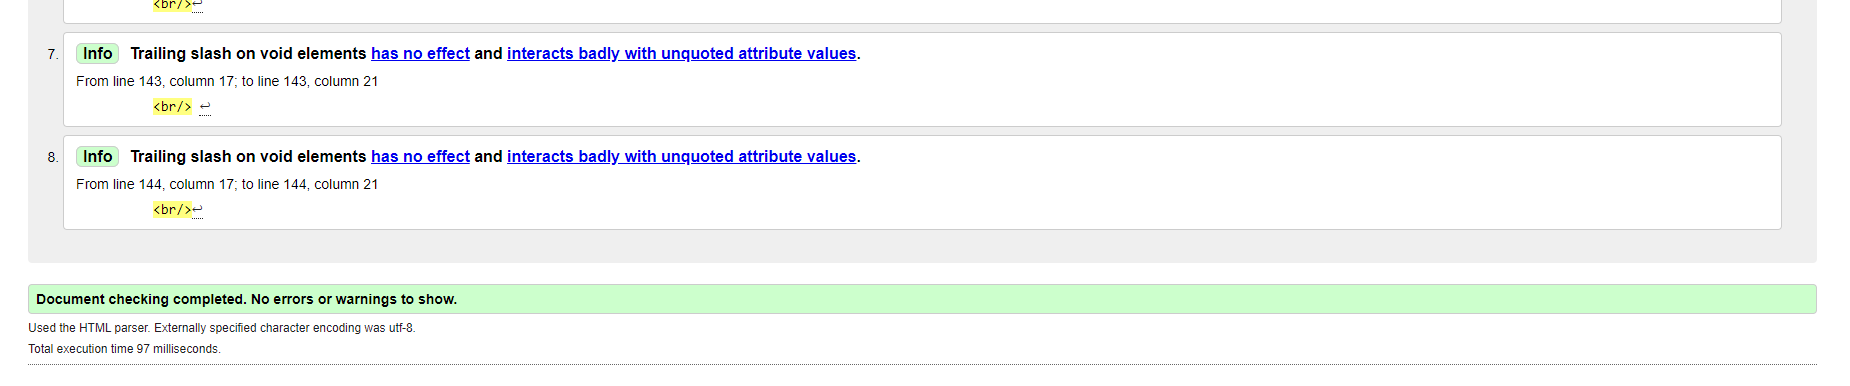 <br/>↩
7. Info Trailing slash on void elements has no effect and interacts badly with unquoted attribute values.
From line 143, column 17; to line 143, column 21
<br/> ↩
8. Info Trailing slash on void elements has no effect and interacts badly with unquoted attribute values.
From line 144, column 17; to line 144, column 21
<br/>↩
Document checking completed. No errors or warnings to show.
Used the HTML parser. Externally specified character encoding was utf-8.
Total execution time 97 milliseconds.